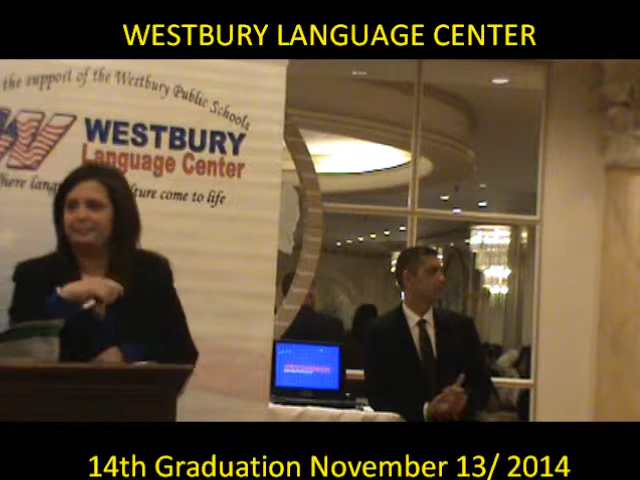 WESTBURY LANGUAGE CENTER
the support of the Westbury Public Schools
W WESTBURY
Language Center
here lang ture come to life
14th Graduation November 13/ 2014